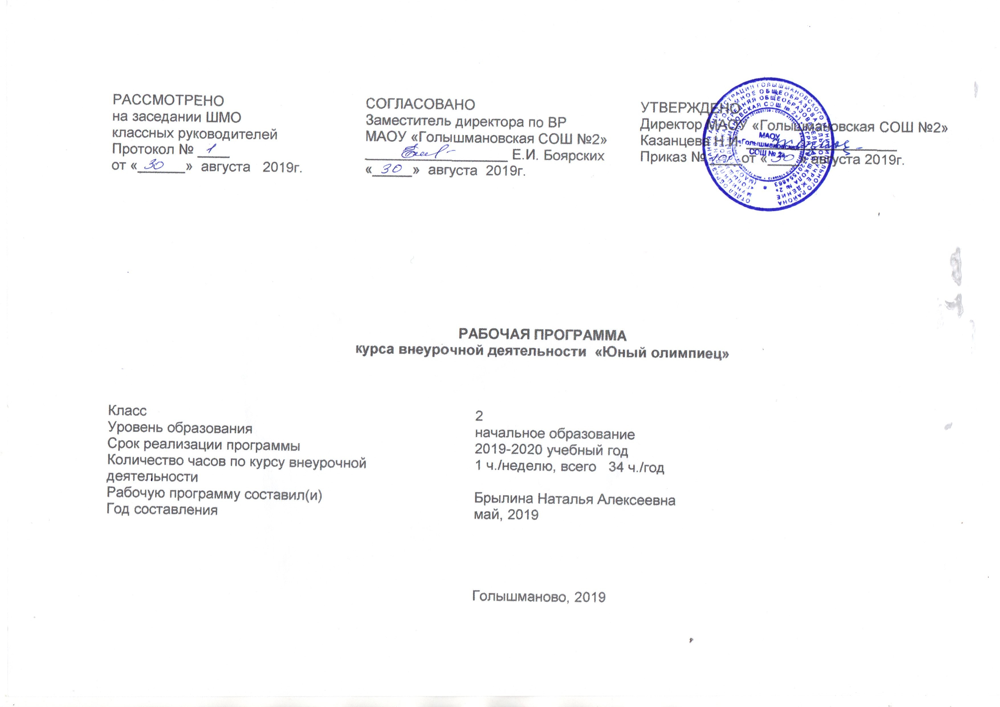 РАССМОТРЕНО
на заседании ШМО
классных руководителей
Протокол № 1
от «30» августа 2019г.
СОГЛАСОВАНО
Заместитель директора по ВР
МАОУ «Голышмановская СОШ №2»
Е.И. Боярских
«30» августа 2019г.
УТВЕРЖДЕНО
Директор МАОУ «Голышмановская СОШ №2»
Казанцева Н.И.
Приказ № от «30» августа 2019г.
МАОУ
«Голышмановская
СОШ № 2»
РАБОЧАЯ ПРОГРАММА
курса внеурочной деятельности «Юный олимпиец»
Класс 2
Уровень образования начальное образование
Срок реализации программы 2019-2020 учебный год
Количество часов по курсу внеурочной 1 ч./неделю, всего 34 ч./год
деятельности
Рабочую программу составил(и) Брылина Наталья Алексеевна
Год составления май, 2019
Голышманово, 2019